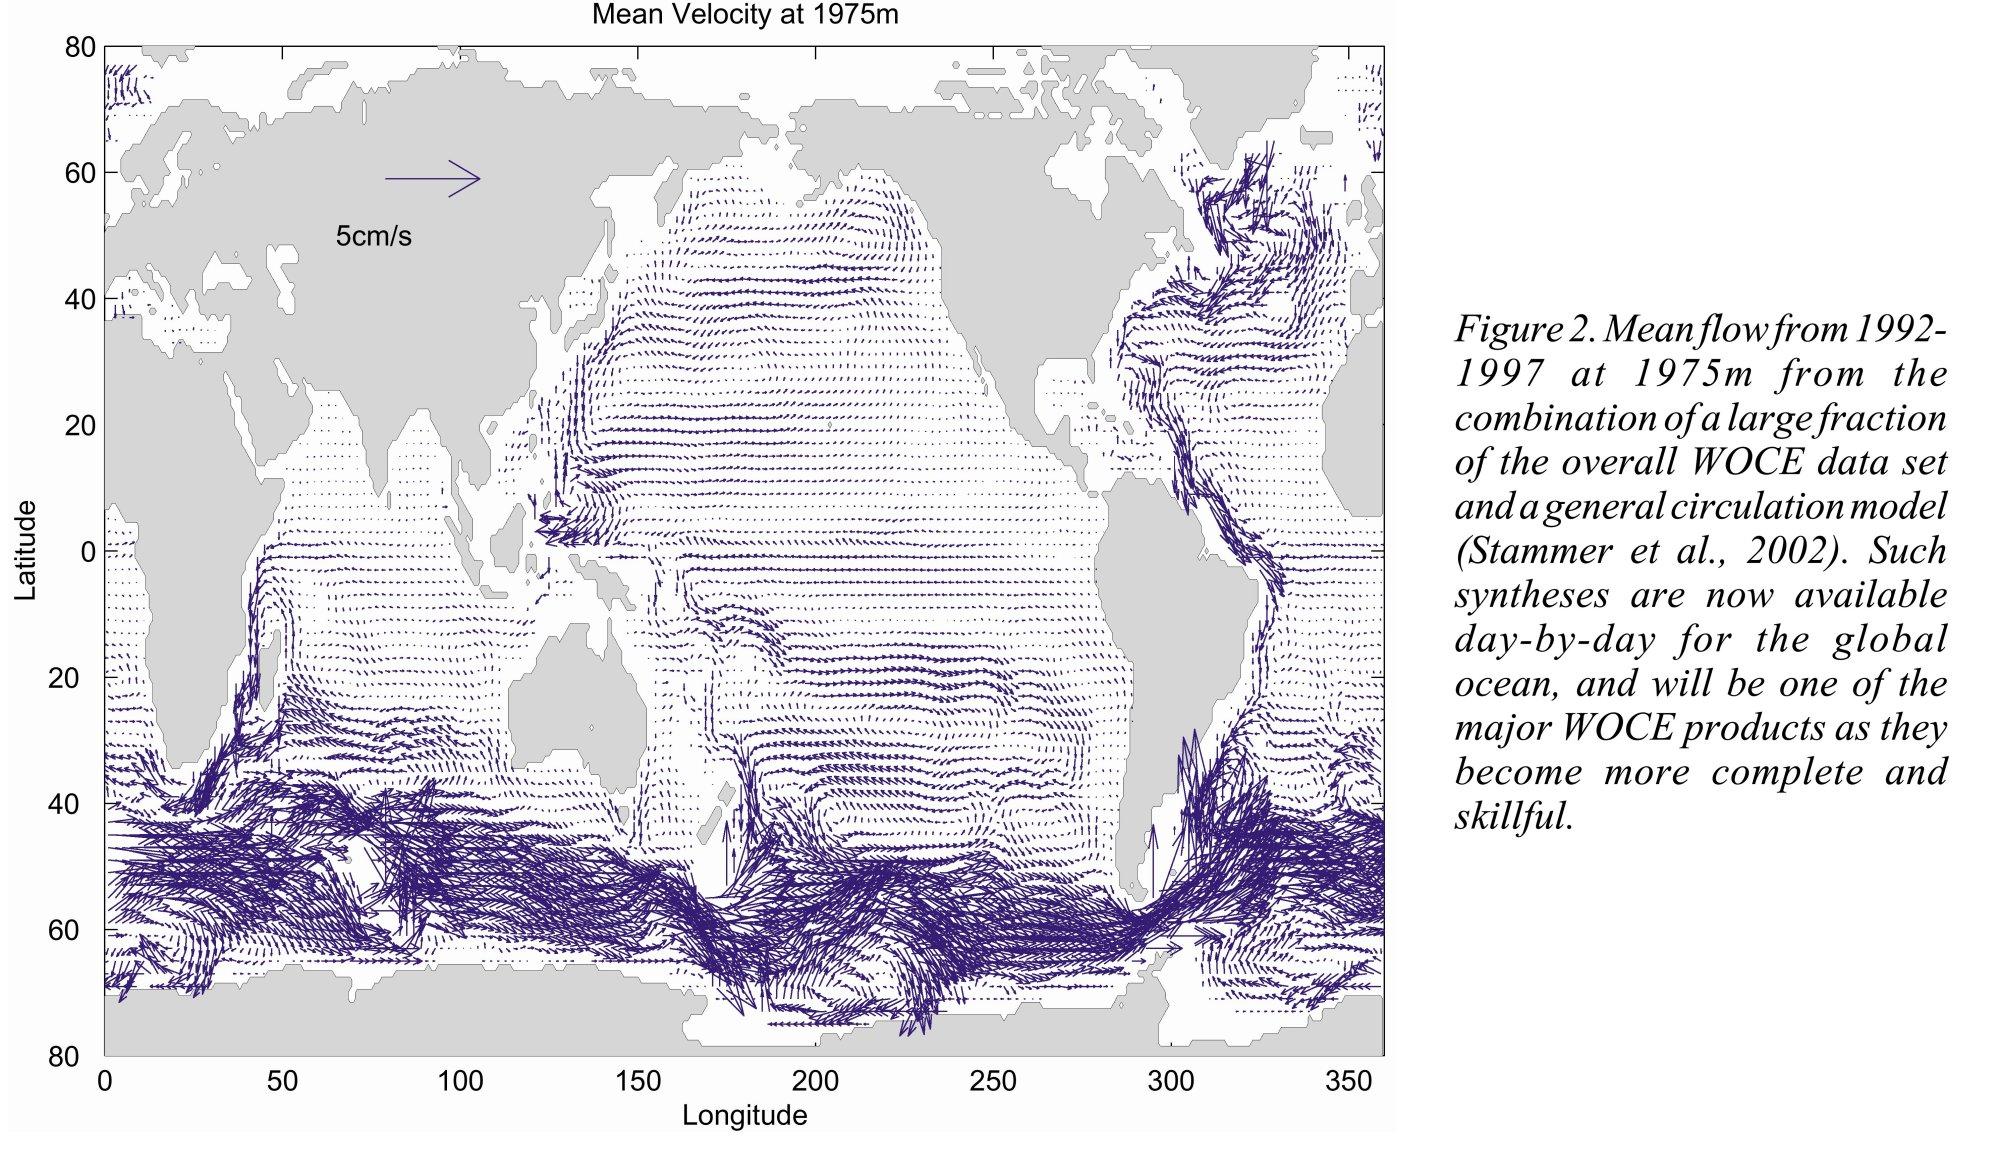 Mean Velocity at 1975m
80
60
40
20
0
20
40
60
80
Latitude
5cm/s
0 50 100 150 200 250 300 350
Longitude
Figure 2. Mean flow from 1992-
1997 at 1975m from the
combination of a large fraction
of the overall WOCE data set
and a general circulation model
(Stammer et al., 2002). Such
syntheses are now available
day-by-day for the global
ocean, and will be one of the
major WOCE products as they
become more complete and
skillful.